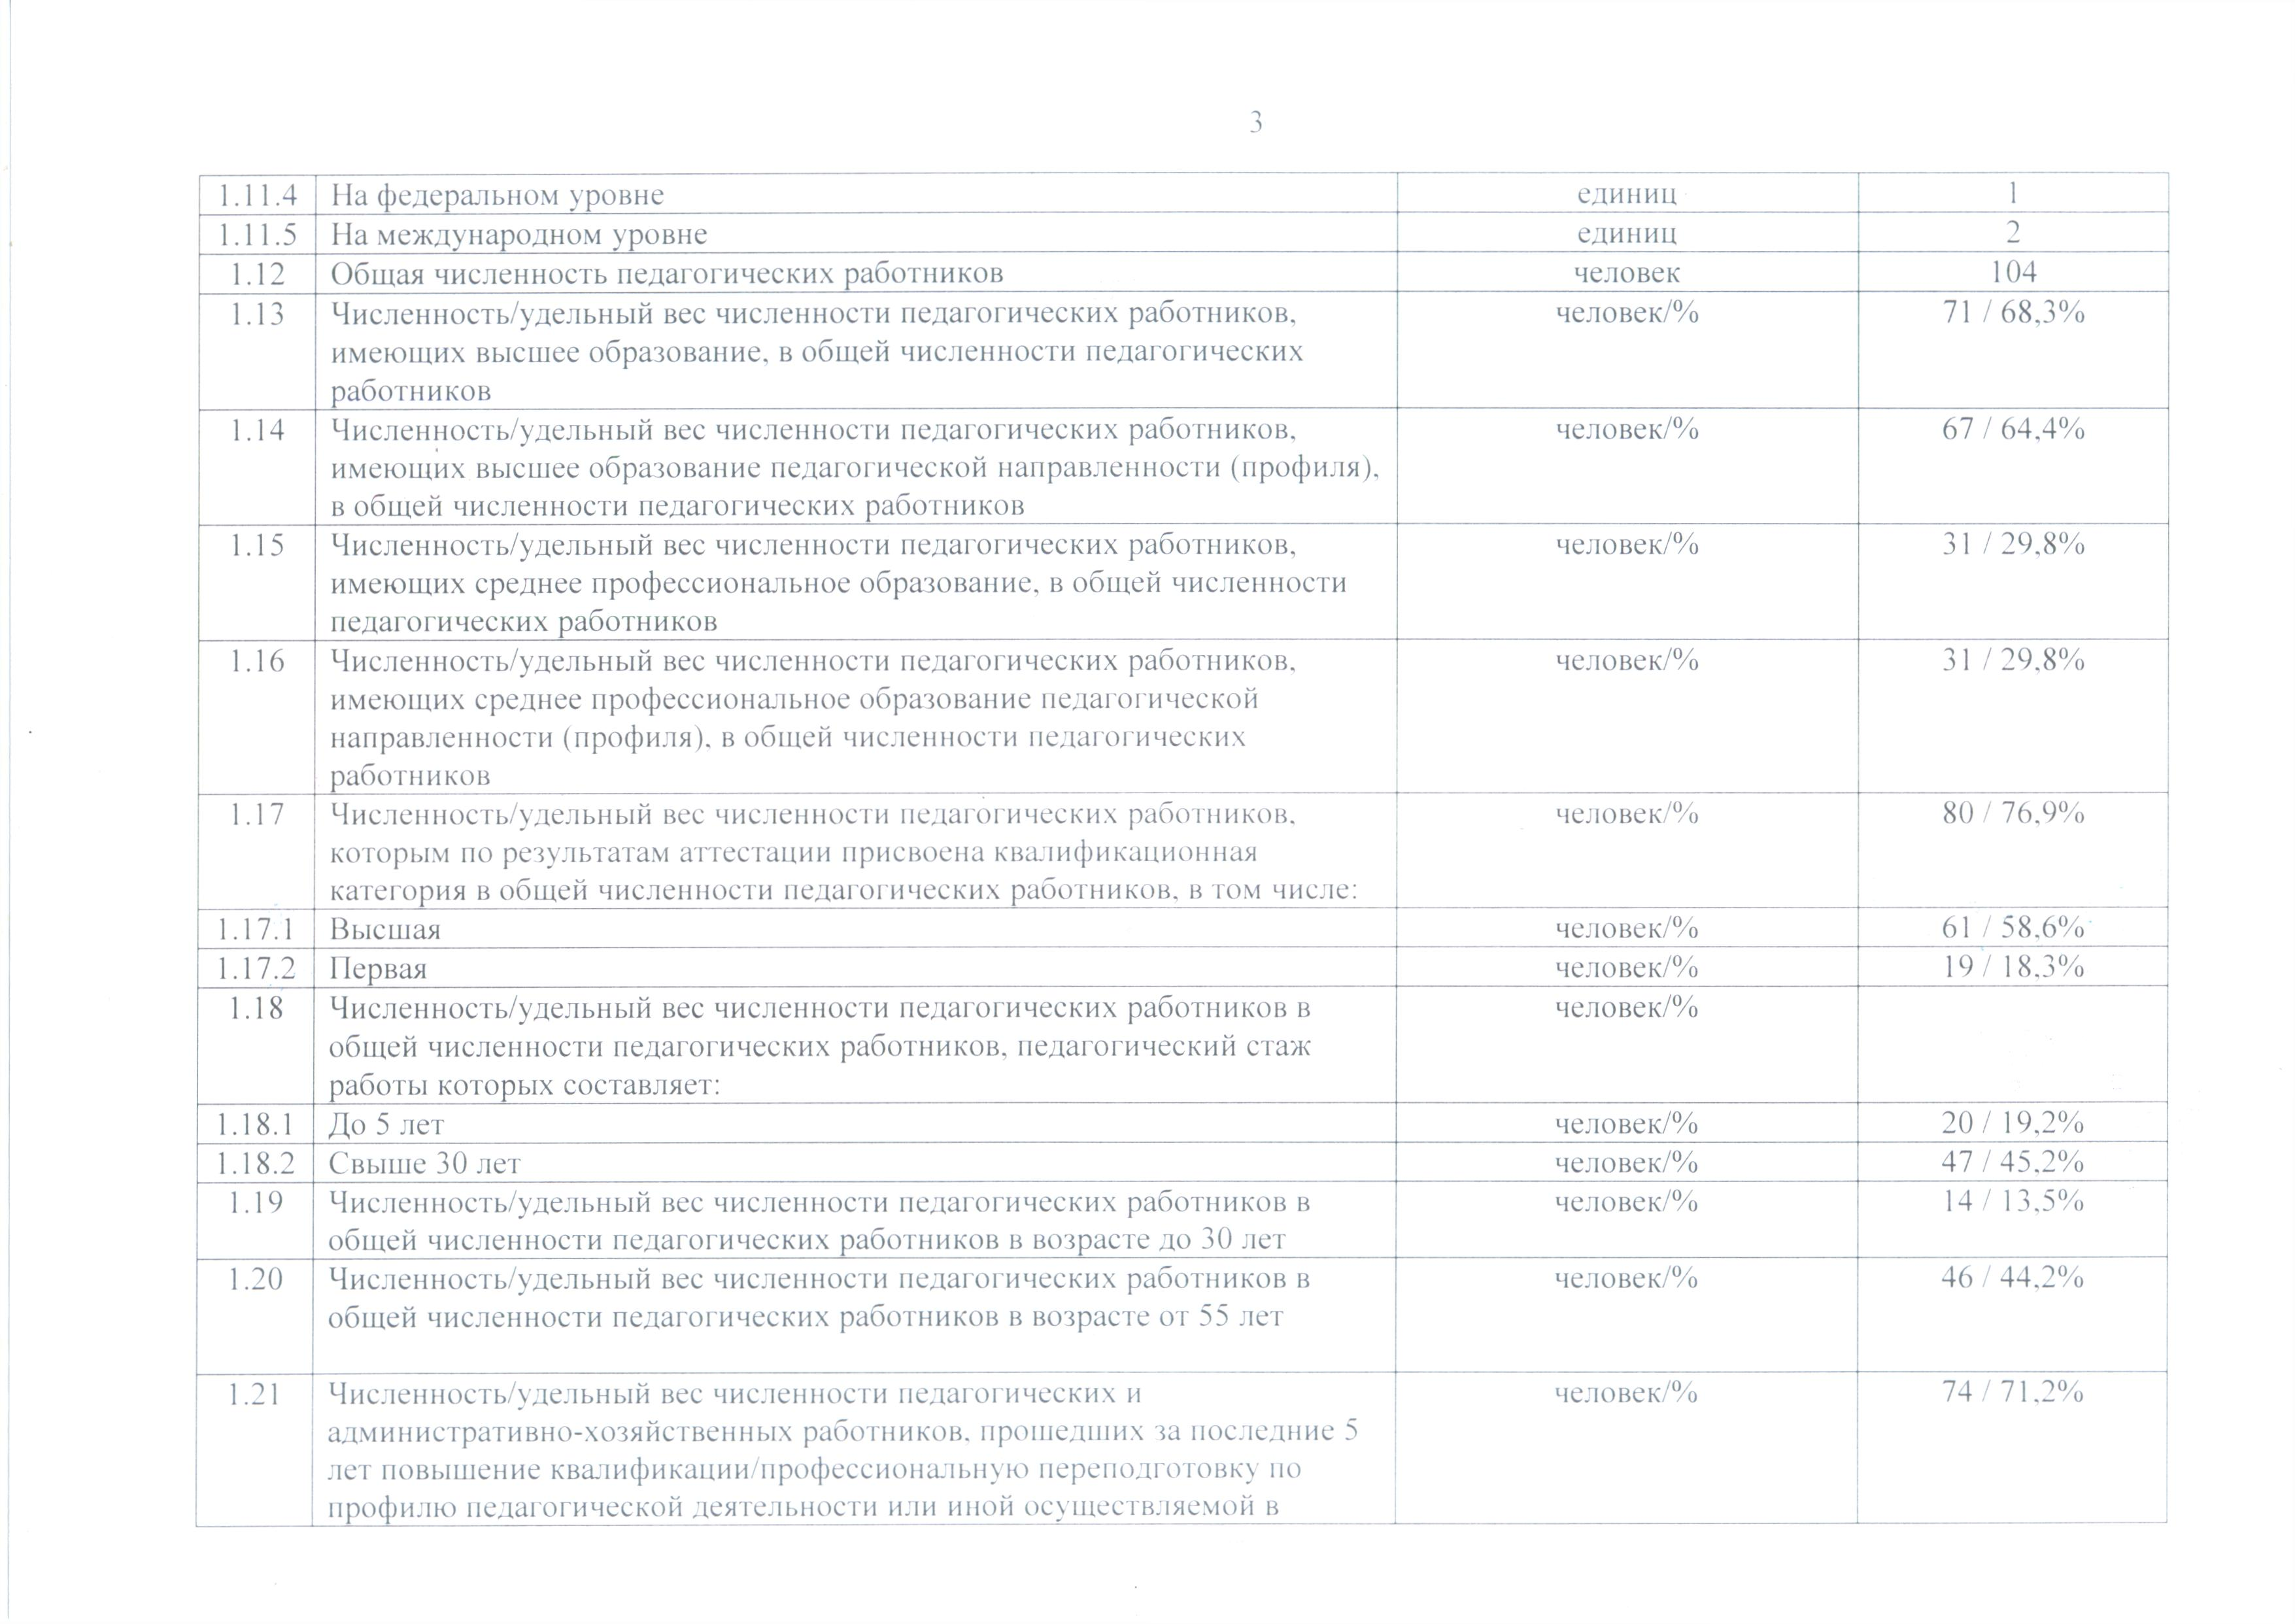 3
1.11.4 На федеральном уровне единиц 1
1.11.5 На международном уровне единиц 2
1.12 Общая численность педагогических работников человек 104
1.13 Численность/удельный вес численности педагогических работников, человек/% 71 / 68,3%
имеющих высшее образование, в общей численности педагогических
работников
1.14 Численность/удельный вес численности педагогических работников, человек/% 67 / 64,4%
имеющих высшее образование педагогической направленности (профиля),
в общей численности педагогических работников
1.15 Численность/удельный вес численности педагогических работников, человек/% 31 / 29,8%
имеющих среднее профессиональное образование, в общей численности
педагогических работников
1.16 Численность/удельный вес численности педагогических работников, человек/% 31 / 29,8%
имеющих среднее профессиональное образование педагогической
направленности (профиля), в общей численности педагогических
работников
1.17 Численность/удельный вес численности педагогических работников, человек/% 80 / 76,9%
которым по результатам аттестации присвоена квалификационная
категория в общей численности педагогических работников, в том числе:
1.17.1 Высшая человек/% 61 / 58,6%
1.17.2 Первая человек/% 19 / 18,3%
1.18 Численность/удельный вес численности педагогических работников в человек/%
общей численности педагогических работников, педагогический стаж
работы которых составляет:
1.18.1 До 5 лет человек/% 20 / 19,2%
1.18.2 Свыше 30 лет человек/% 47 / 45,2%
1.19 Численность/удельный вес численности педагогических работников в человек/% 14 / 13,5%
общей численности педагогических работников в возрасте до 30 лет
1.20 Численность/удельный вес численности педагогических работников в человек/% 46 / 44,2%
общей численности педагогических работников в возрасте от 55 лет
1.21 Численность/удельный вес численности педагогических и человек/% 74 / 71,2%
административно-хозяйственных работников, прошедших за последние 5
лет повышение квалификации/профессиональную переподготовку по
профилю педагогической деятельности или иной осуществляемой в